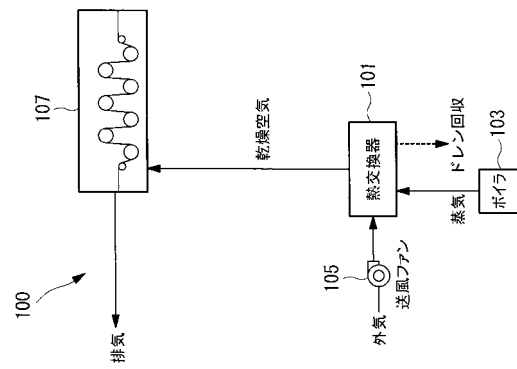 100
107
排気
乾燥空気
101
熱交換器
105
外気
送風ファン
蒸気
ドレン回収
103
ボイラ